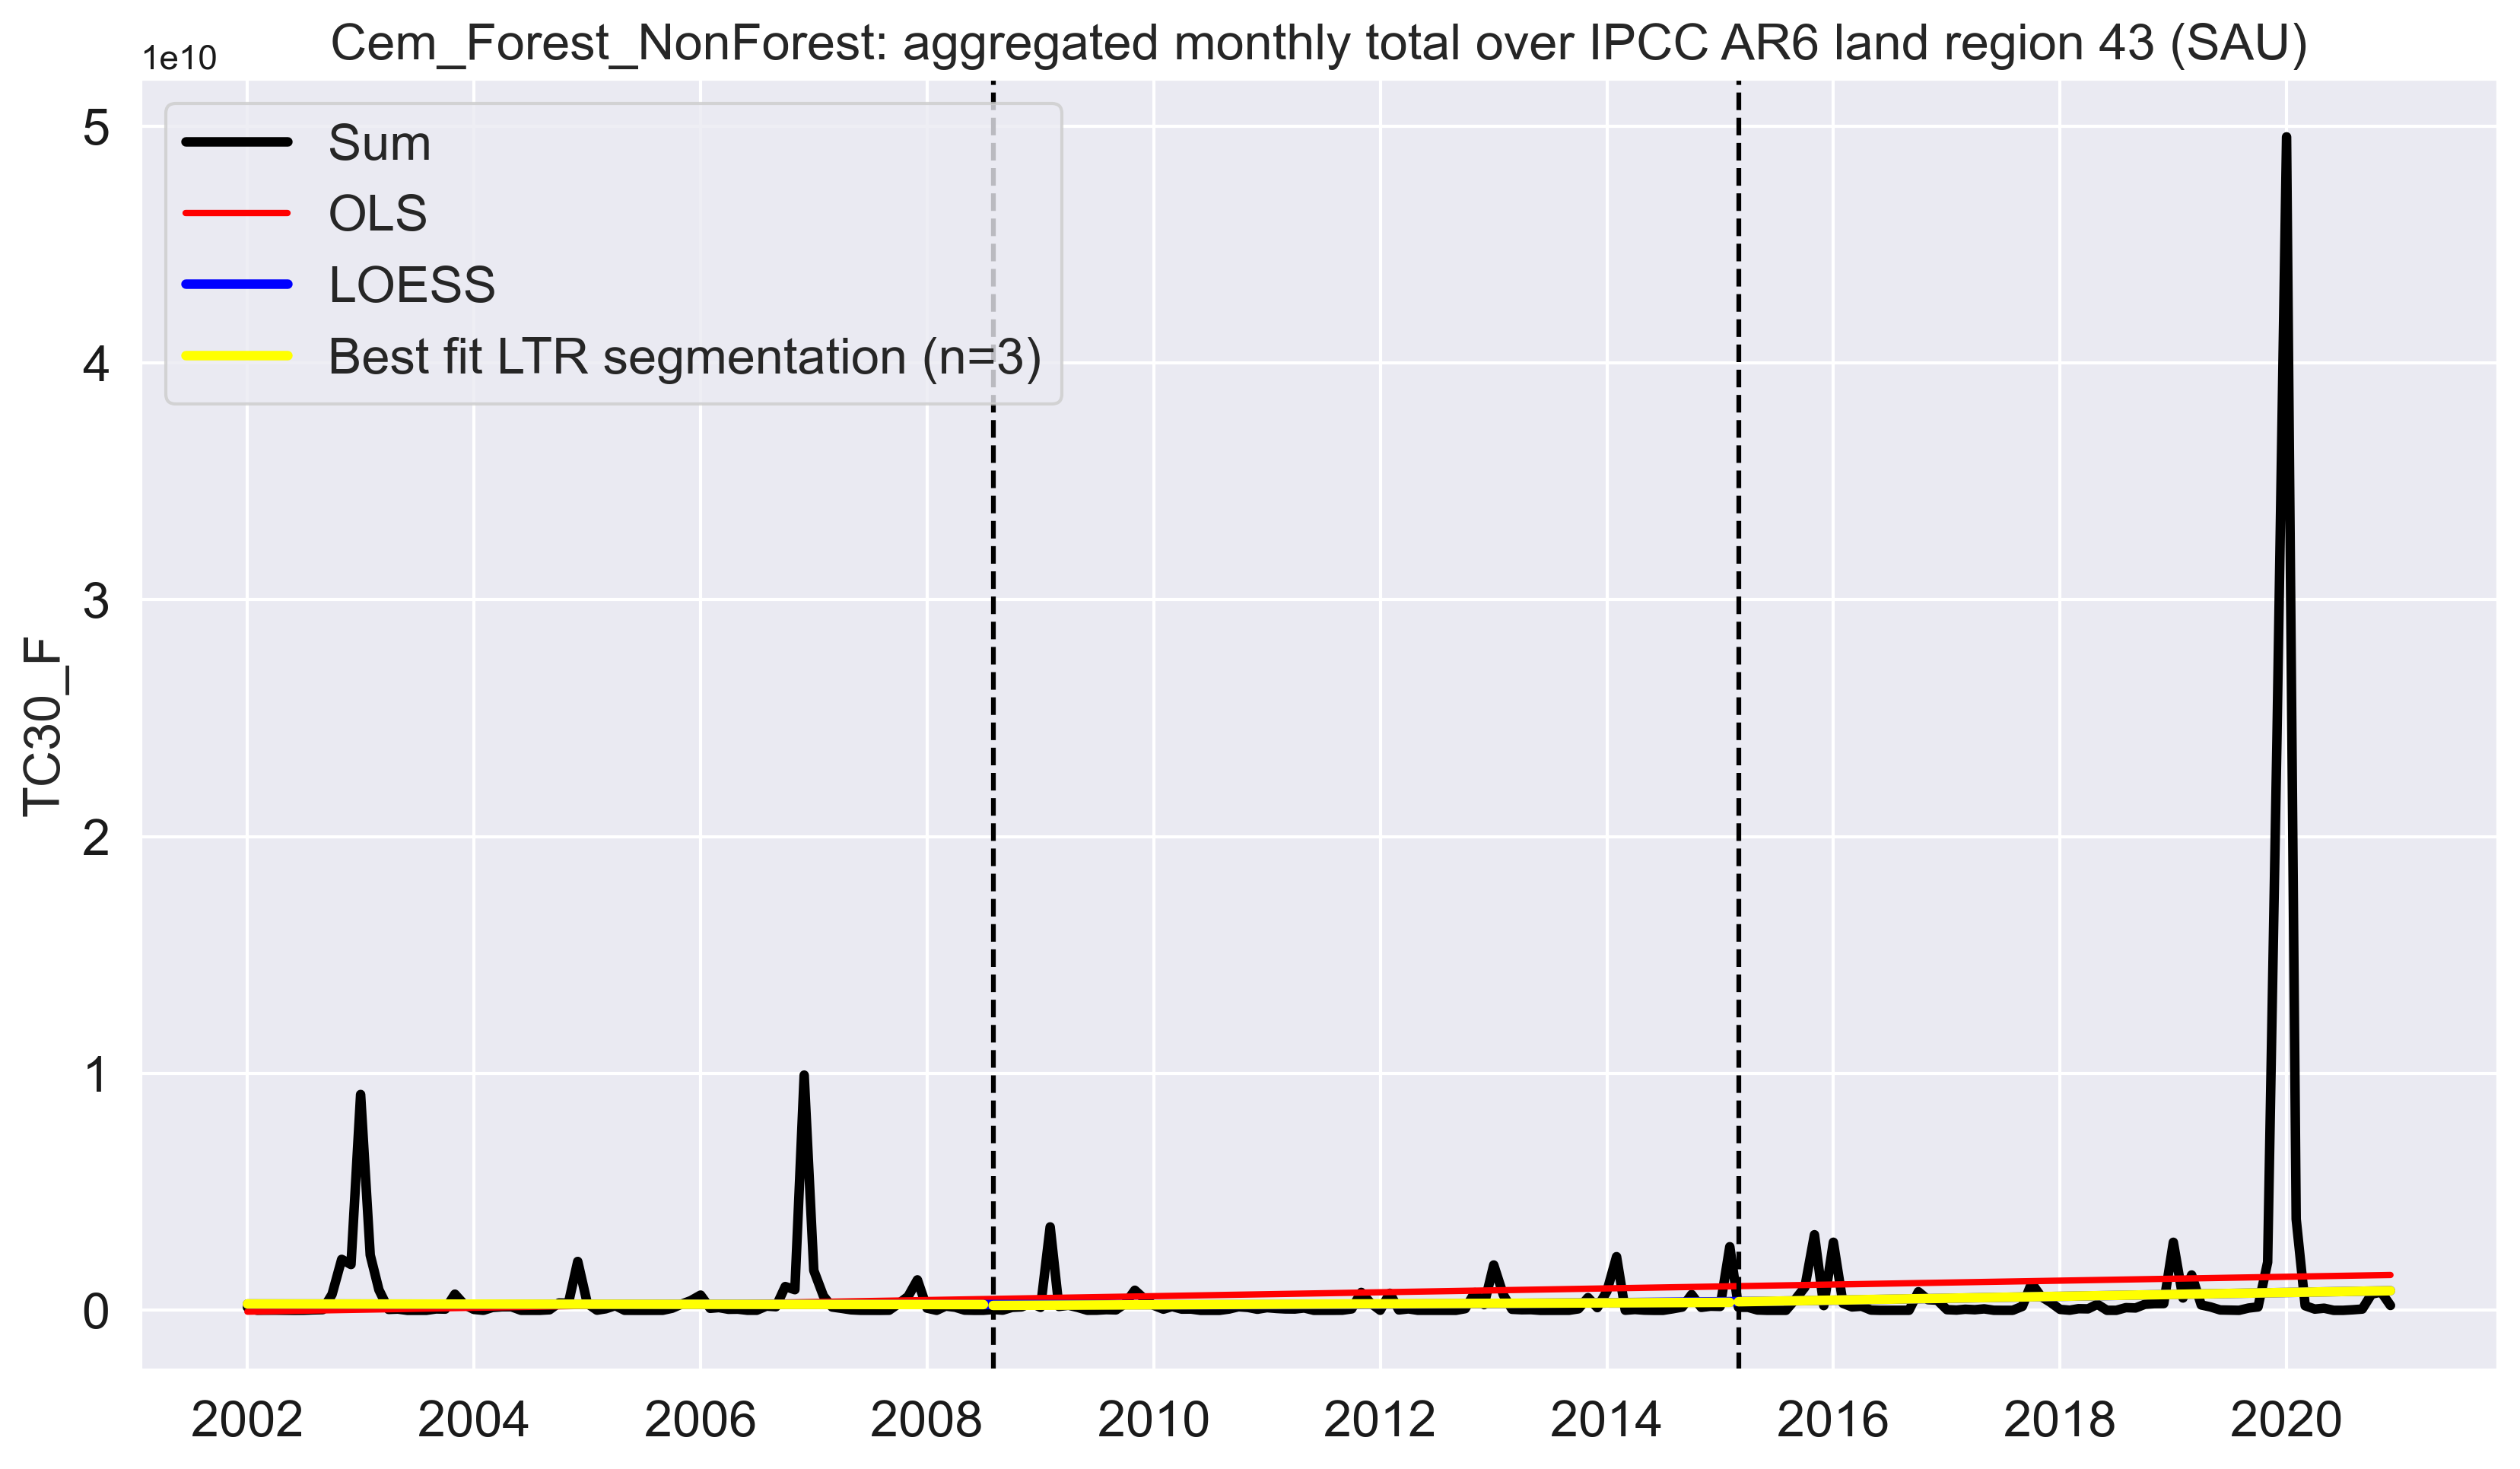 Cem_Forest_NonForest: aggregated monthly total over IPCC AR6 land region 43 (SAU)
1e10
Sum
OLS
LOESS
Best fit LTR segmentation (n=3)
TC30_F
5
4
3
2
1
0
2002 2004 2006 2008 2010 2012 2014 2016 2018 2020